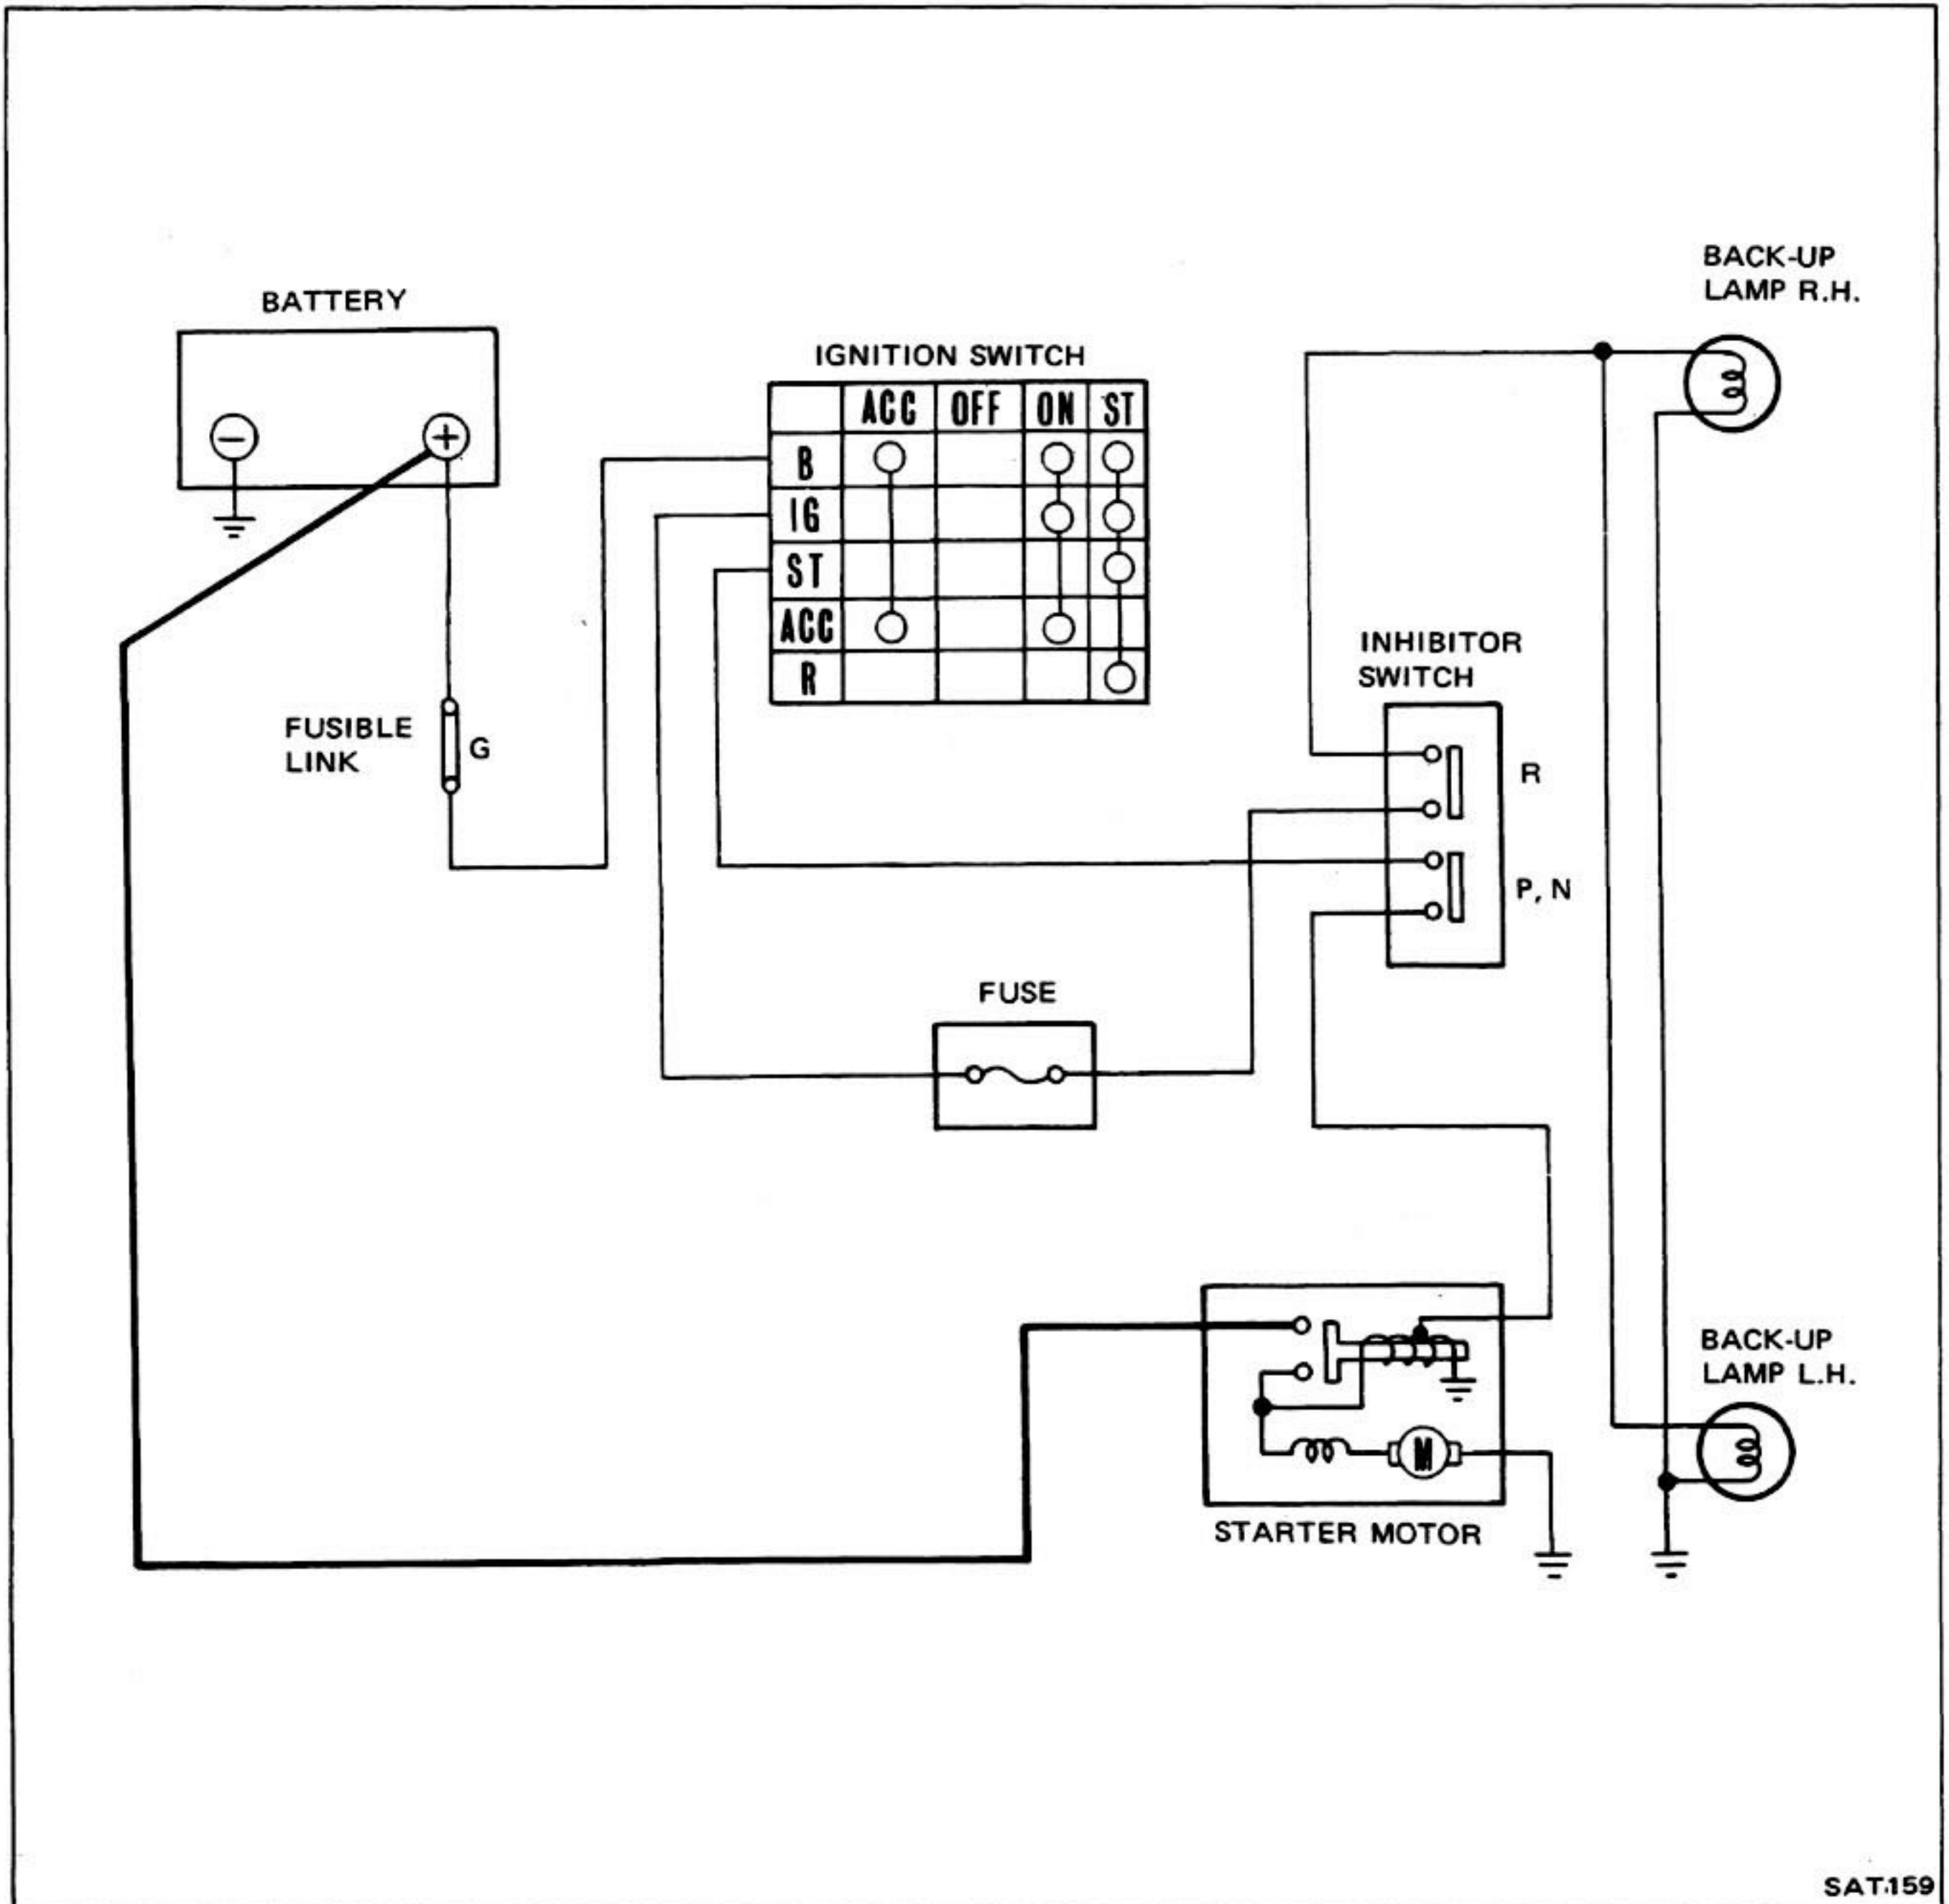 BACK-UP
LAMP R.H.
BATTERY
− +
IGNITION SWITCH
ACC OFF ON ST
B
IG
ST
ACC
R
INHIBITOR
SWITCH
FUSIBLE
LINK
G
R
P, N
FUSE
M
STARTER MOTOR
BACK-UP
LAMP L.H.
SAT159